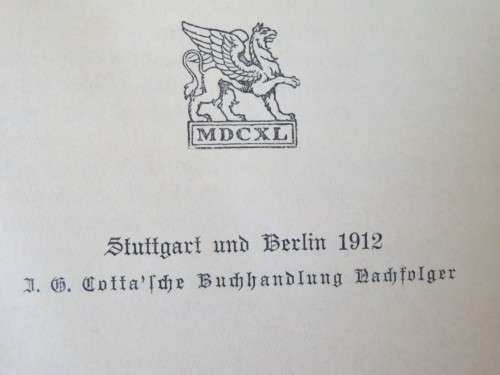 MDCXL
Stuttgart und Berlin 1912
J. G. Cotta'ſche Buchhandlung Nachfolger